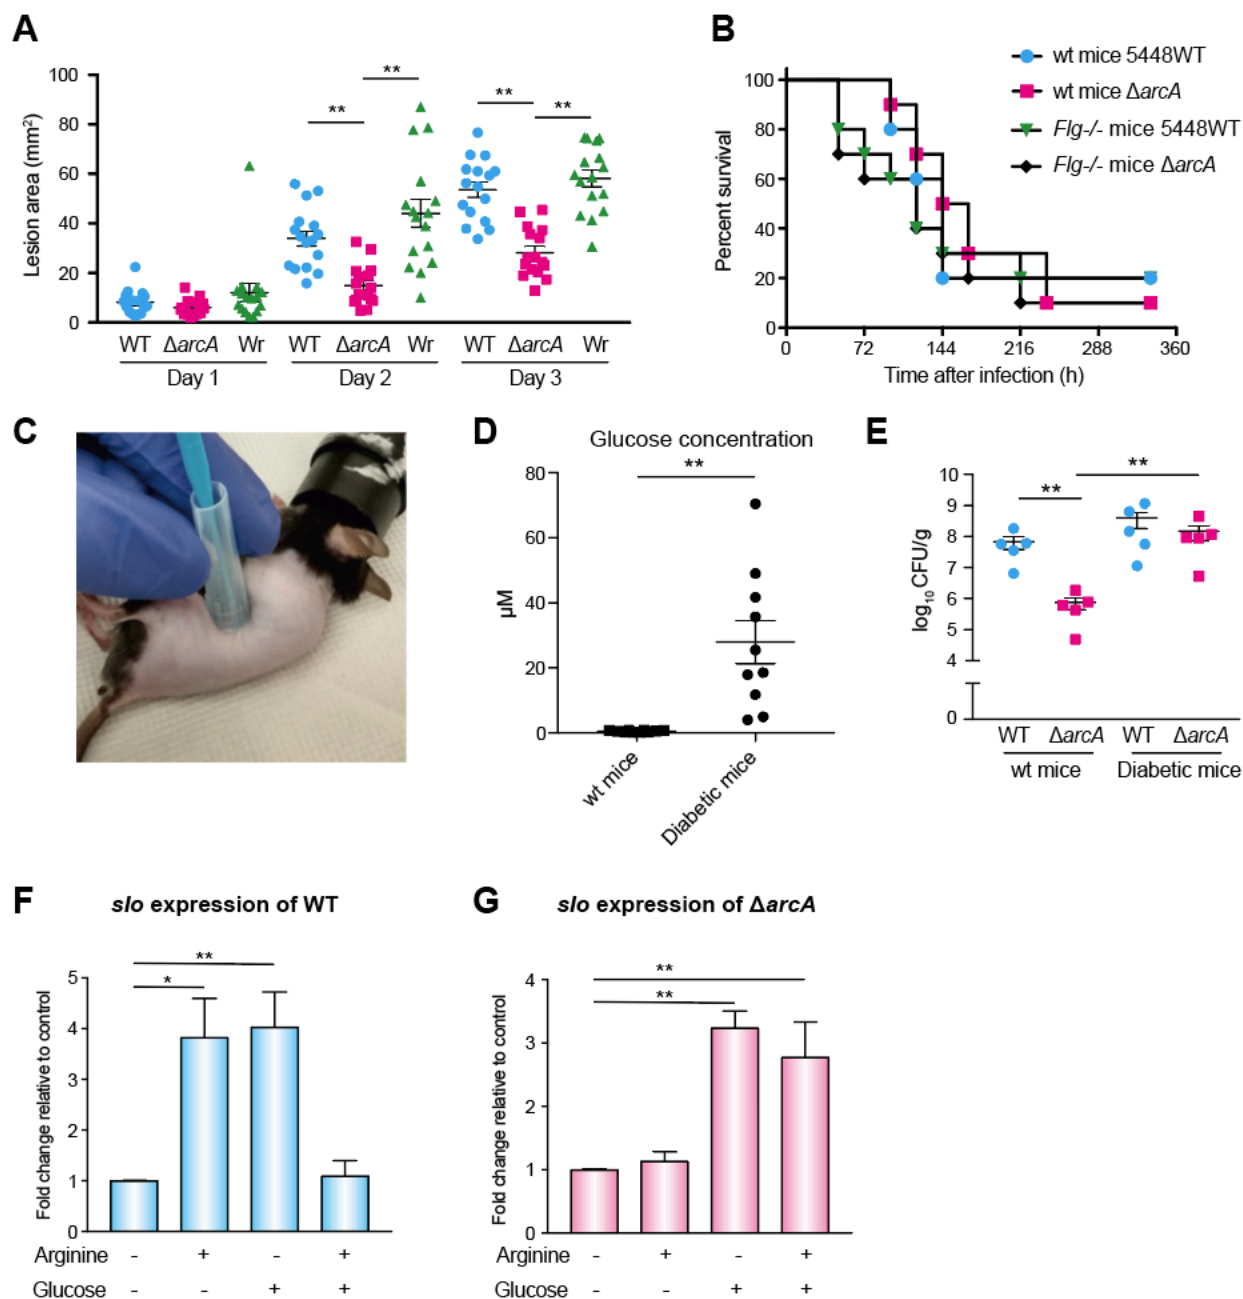 A
Lesion area (mm²)
100
80
60
40
20
0
** ** ** **
WT ΔarcA Wr WT ΔarcA Wr WT ΔarcA Wr
Day 1 Day 2 Day 3
B
wt mice 5448WT
wt mice ΔarcA
Flg-/- mice 5448WT
Flg-/- mice ΔarcA
Percent survival
100
80
60
40
20
0
0 72 144 216 288 360
Time after infection (h)
C
D
Glucose concentration
**
µM
80
60
40
20
0
wt mice
Diabetic mice
E
** **
log₁₀ CFU/g
10
9
8
7
6
5
4
0
WT ΔarcA WT ΔarcA
wt mice Diabetic mice
F
slo expression of WT
**
*
Fold change relative to control
5
4
3
2
1
0
Arginine - + - +
Glucose - - + +
G
slo expression of ΔarcA
**
**
Fold change relative to control
4
3
2
1
0
Arginine - + - +
Glucose - - + +